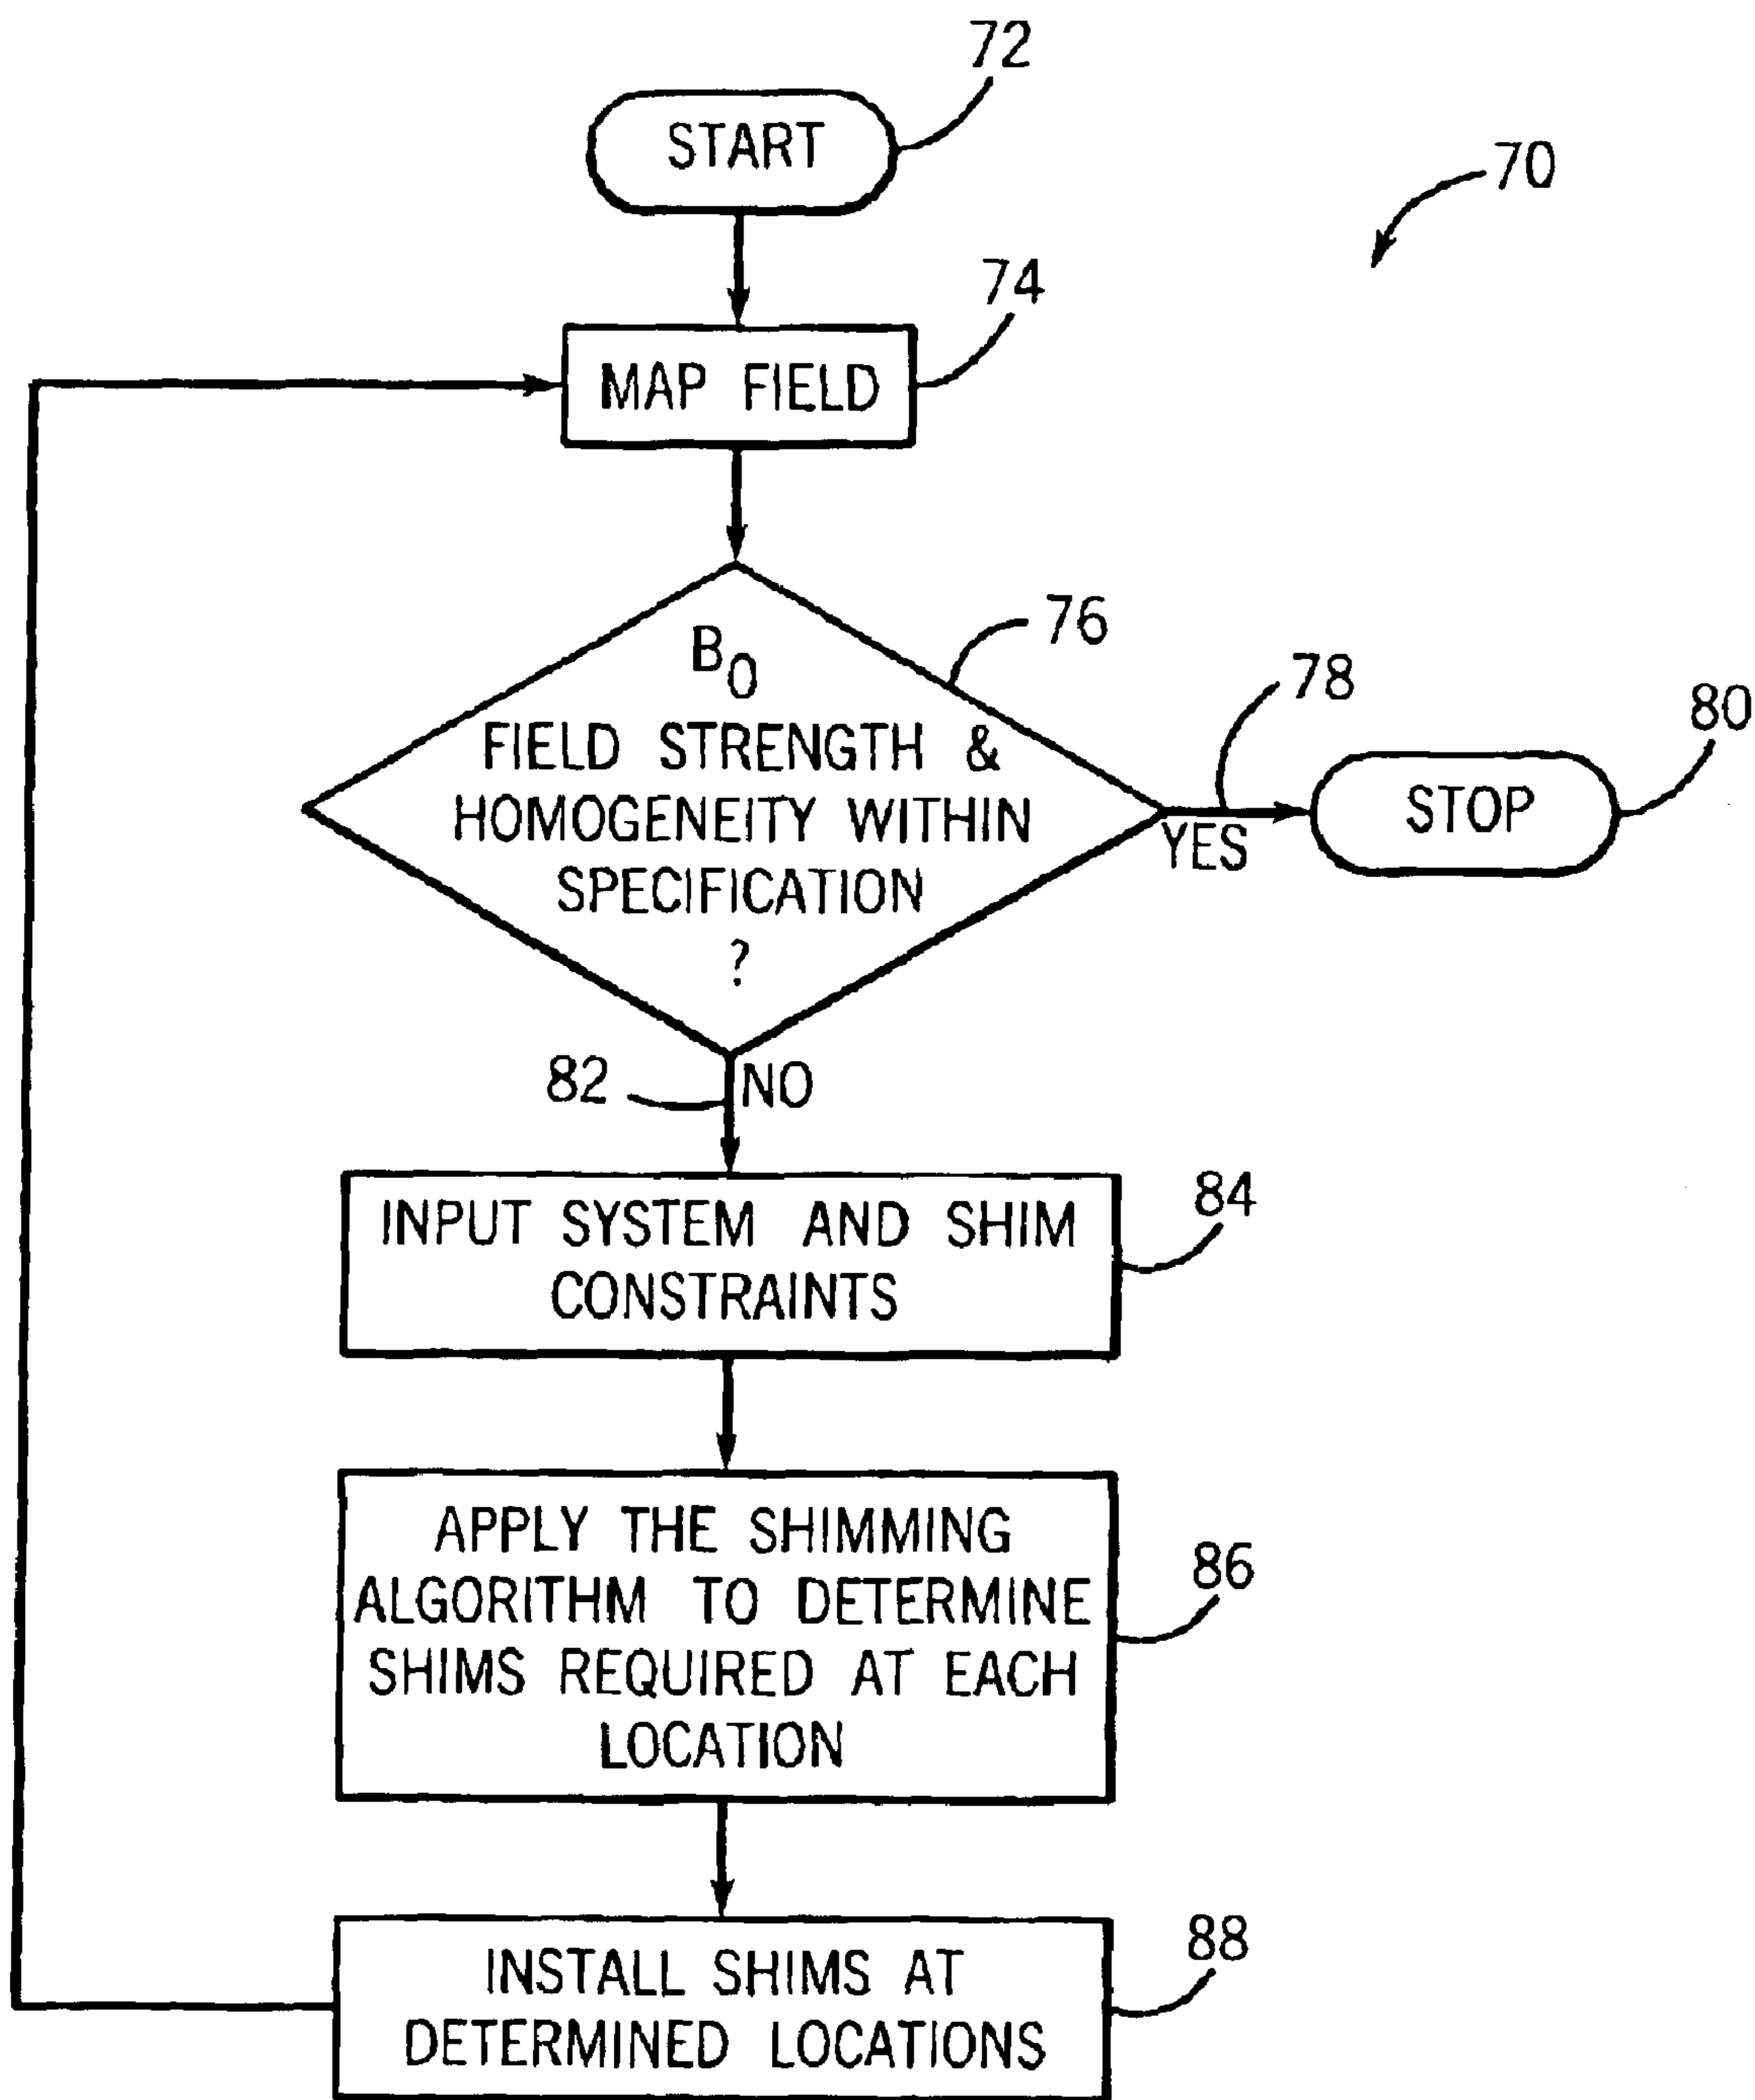 72
START
70
74
MAP FIELD
76
B0
FIELD STRENGTH &
HOMOGENEITY WITHIN
SPECIFICATION
?
78
80
YES
STOP
82
NO
INPUT SYSTEM AND SHIM
CONSTRAINTS
84
APPLY THE SHIMMING
ALGORITHM TO DETERMINE
SHIMS REQUIRED AT EACH
LOCATION
86
INSTALL SHIMS AT
DETERMINED LOCATIONS
88